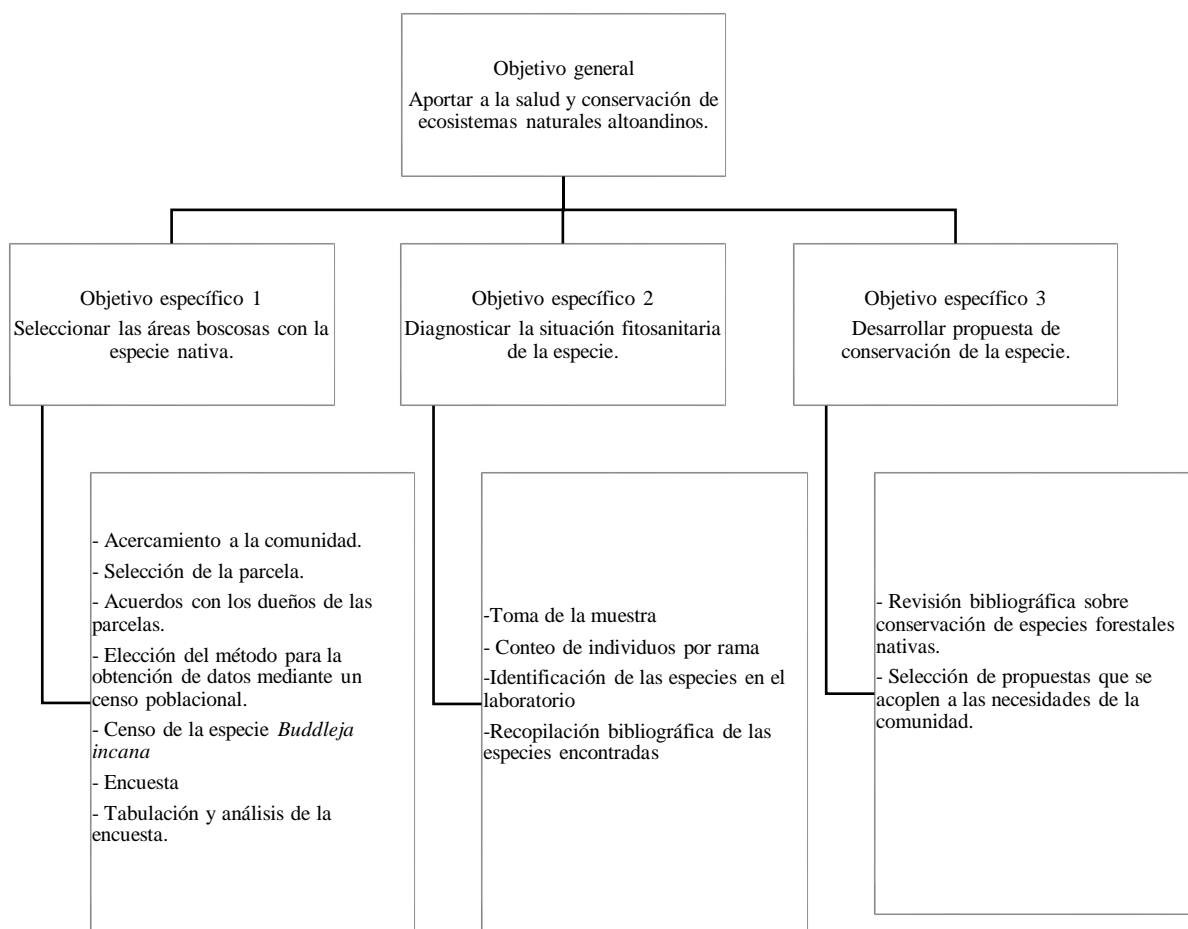 Objetivo general
Aportar a la salud y conservación de
ecosistemas naturales altoandinos.
Objetivo específico 1
Seleccionar las áreas boscosas con la
especie nativa.
Objetivo específico 2
Diagnosticar la situación fitosanitaria
de la especie.
Objetivo específico 3
Desarrollar propuesta de
conservación de la especie.
- Acercamiento a la comunidad.
- Selección de la parcela.
- Acuerdos con los dueños de las
parcelas.
- Elección del método para la
obtención de datos mediante un
censo poblacional.
- Censo de la especie Buddleja
incana
- Encuesta
- Tabulación y análisis de la
encuesta.
-Toma de la muestra
- Conteo de individuos por rama
-Identificación de las especies en el
laboratorio
-Recopilación bibliográfica de las
especies encontradas
- Revisión bibliográfica sobre
conservación de especies forestales
nativas.
- Selección de propuestas que se
acoplen a las necesidades de la
comunidad.